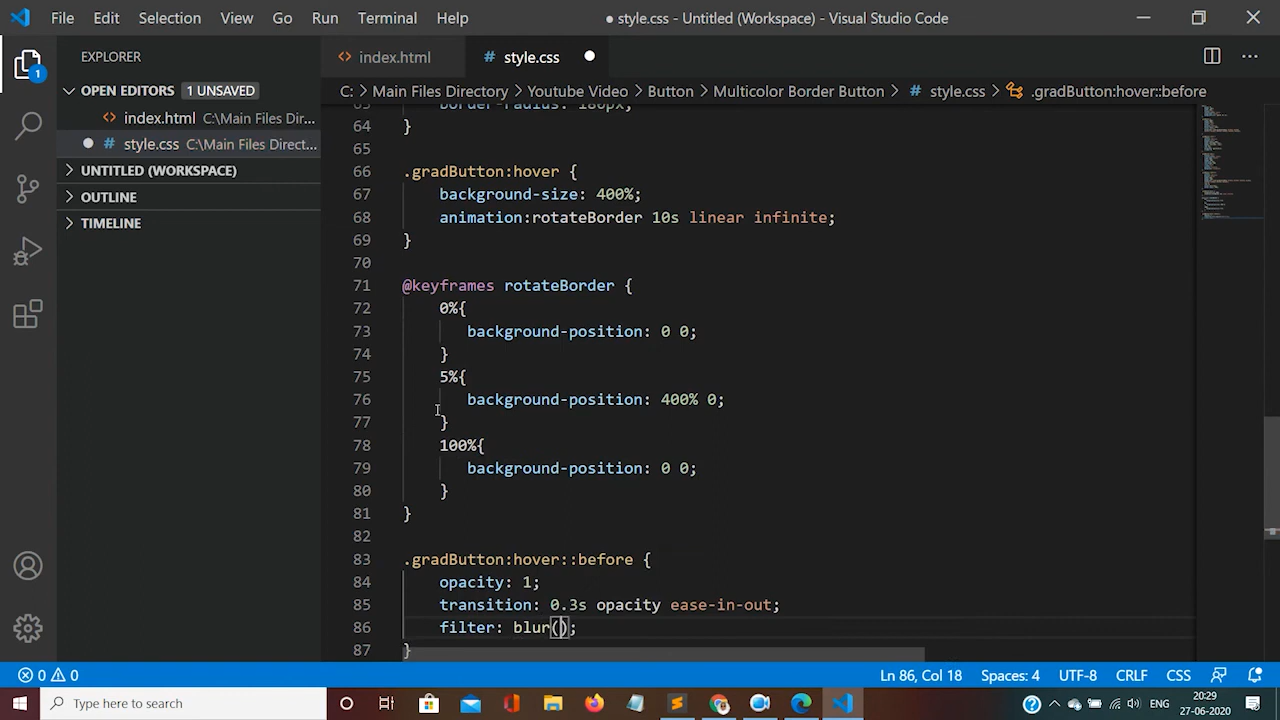 File Edit Selection View Go Run Terminal Help ● style.css - Untitled (Workspace) - Visual Studio Code
EXPLORER
<> index.html # style.css ●
OPEN EDITORS 1 UNSAVED
C: > Main Files Directory > Youtube Video > Button > Multicolor Border Button > # style.css > .gradButton:hover::before
1
<> index.html C:\Main Files Dir...
● # style.css C:\Main Files Direct...
UNTITLED (WORKSPACE)
OUTLINE
TIMELINE
63 border-radius: 180px;
64 }
65
66 .gradButton:hover {
67 background-size: 400%;
68 animation:rotateBorder 10s linear infinite;
69 }
70
71 @keyframes rotateBorder {
72 0%{
73 background-position: 0 0;
74 }
75 5%{
76 background-position: 400% 0;
77 }
78 100%{
79 background-position: 0 0;
80 }
81 }
82
83 .gradButton:hover::before {
84 opacity: 1;
85 transition: 0.3s opacity ease-in-out;
86 filter: blur();
87 }
0 0 Ln 86, Col 18 Spaces: 4 UTF-8 CRLF CSS
Type here to search
ENG
20:29
27-06-2020